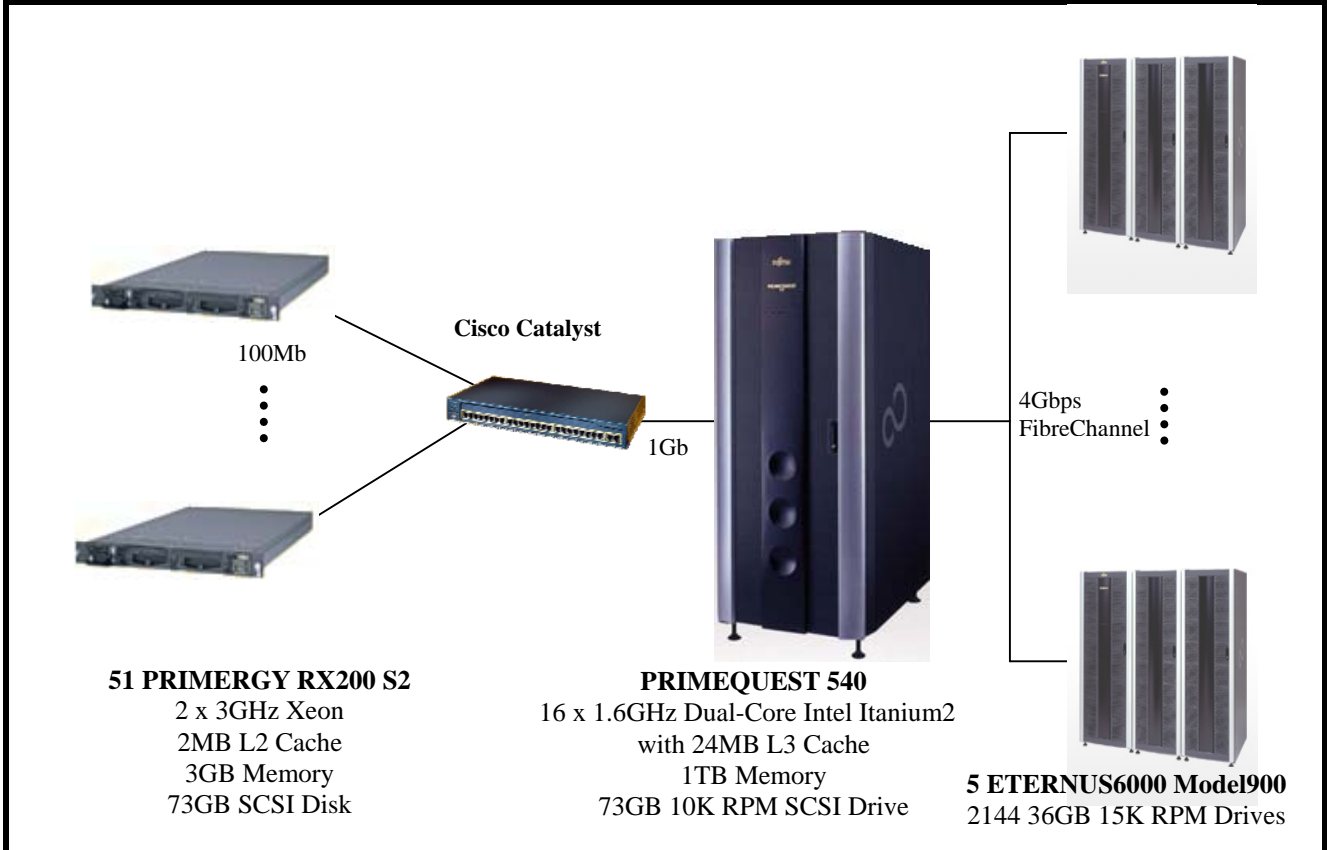 100Mb
Cisco Catalyst
1Gb
FUJITSU
PRIMEQUEST
4Gbps
FibreChannel
51 PRIMERGY RX200 S2
2 x 3GHz Xeon
2MB L2 Cache
3GB Memory
73GB SCSI Disk
PRIMEQUEST 540
16 x 1.6GHz Dual-Core Intel Itanium2
with 24MB L3 Cache
1TB Memory
73GB 10K RPM SCSI Drive
5 ETERNUS6000 Model900
2144 36GB 15K RPM Drives